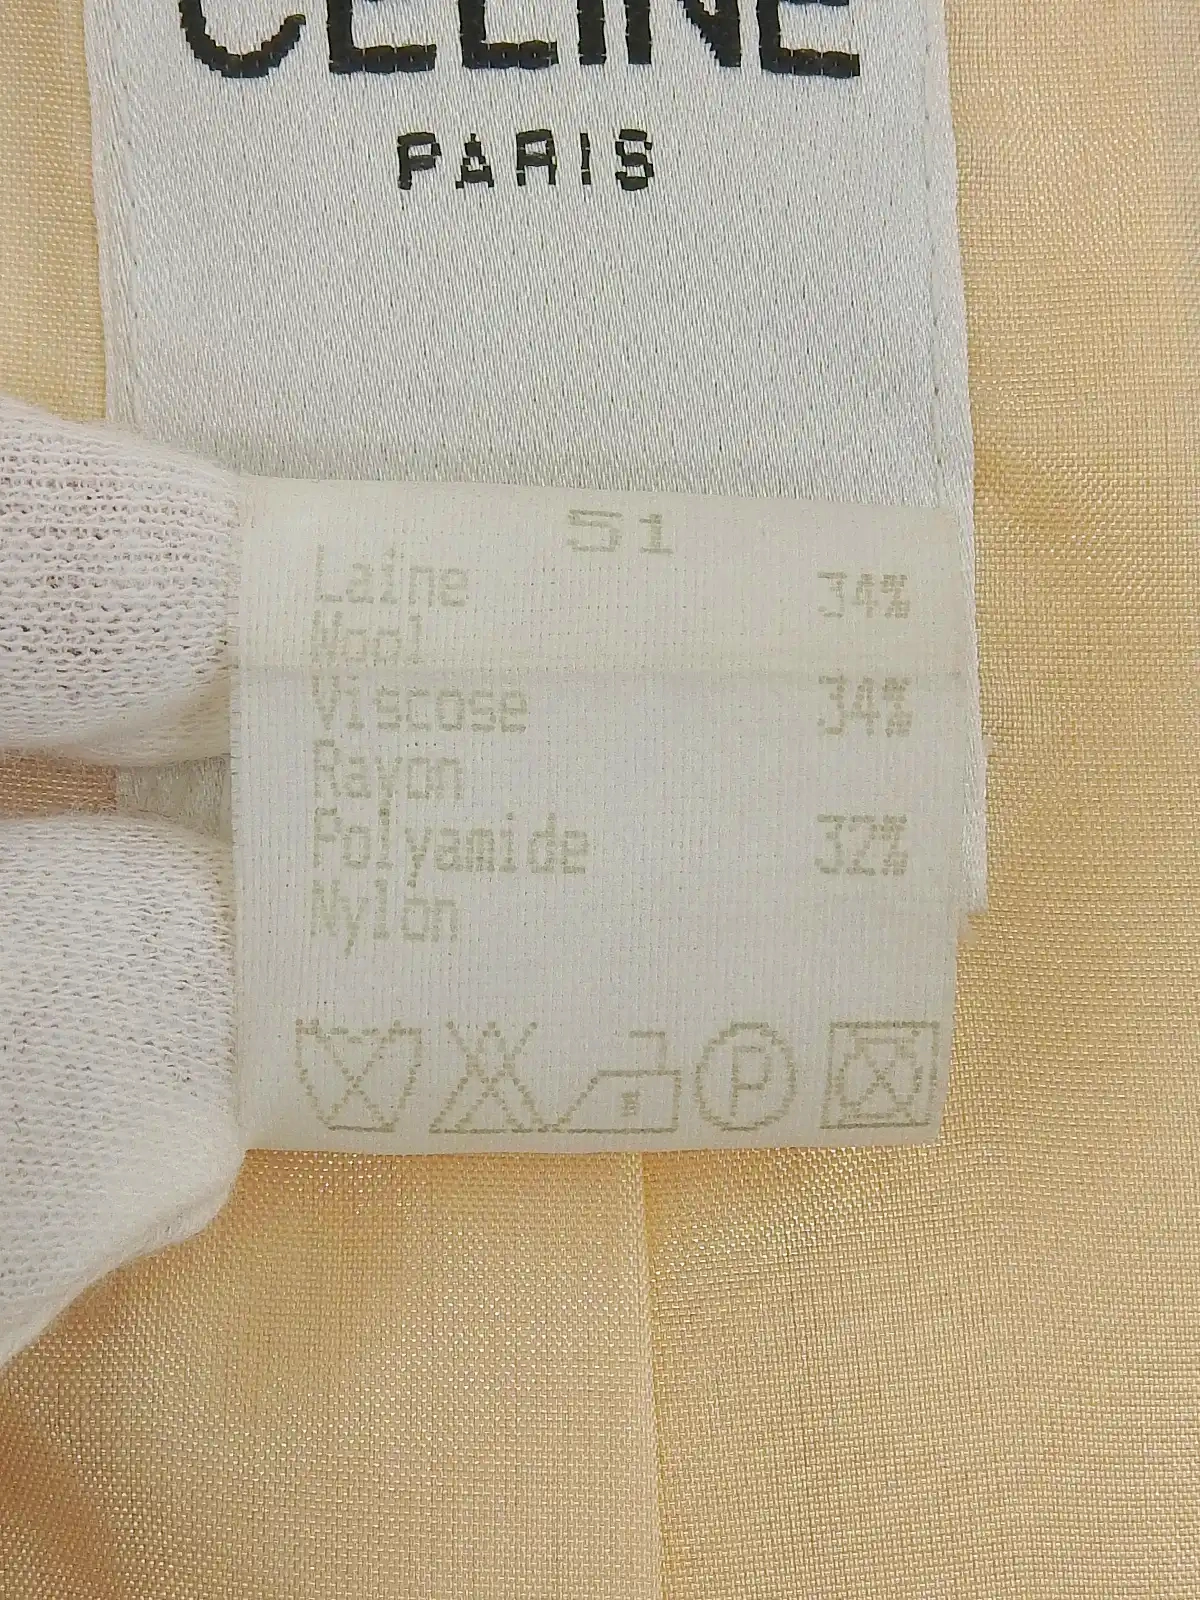 CELINE
PARIS
51
Laine 34%
Wool
Viscose 34%
Rayon
Polyamide 32%
Nylon
P